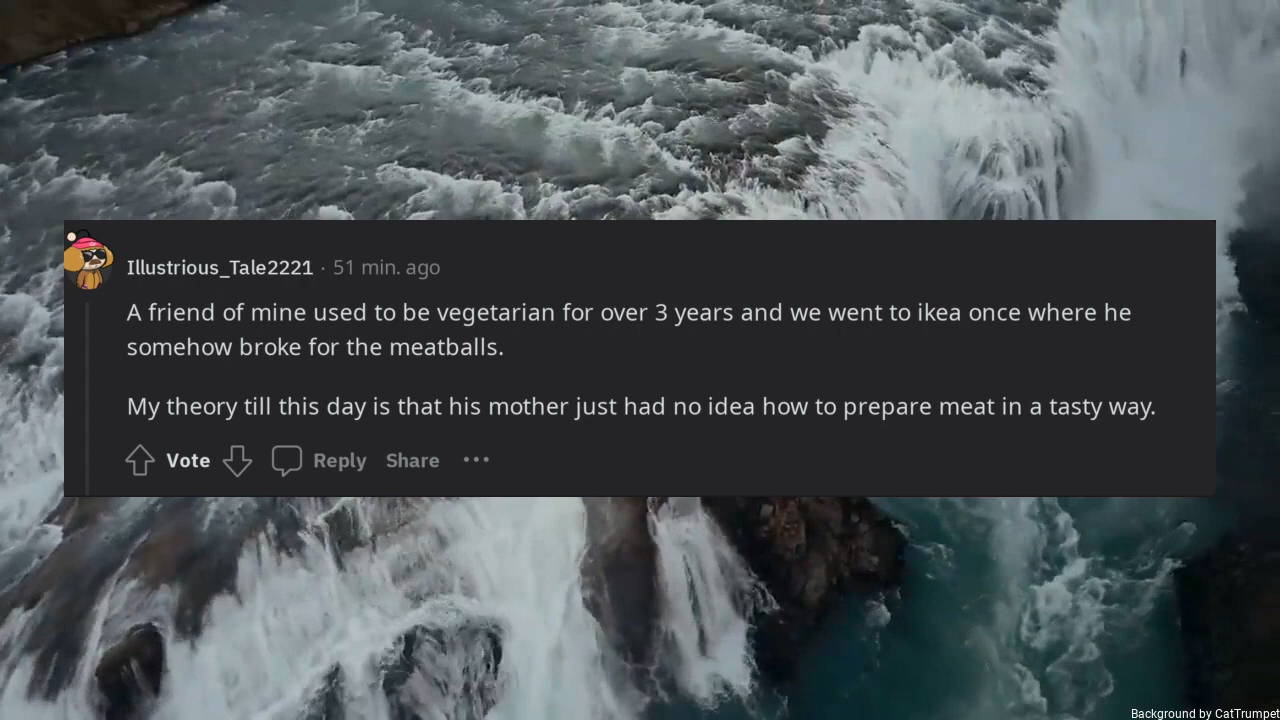 Illustrious_Tale2221 · 51 min. ago
A friend of mine used to be vegetarian for over 3 years and we went to ikea once where he
somehow broke for the meatballs.
My theory till this day is that his mother just had no idea how to prepare meat in a tasty way.
Vote Reply Share
Background by CatTrumpet